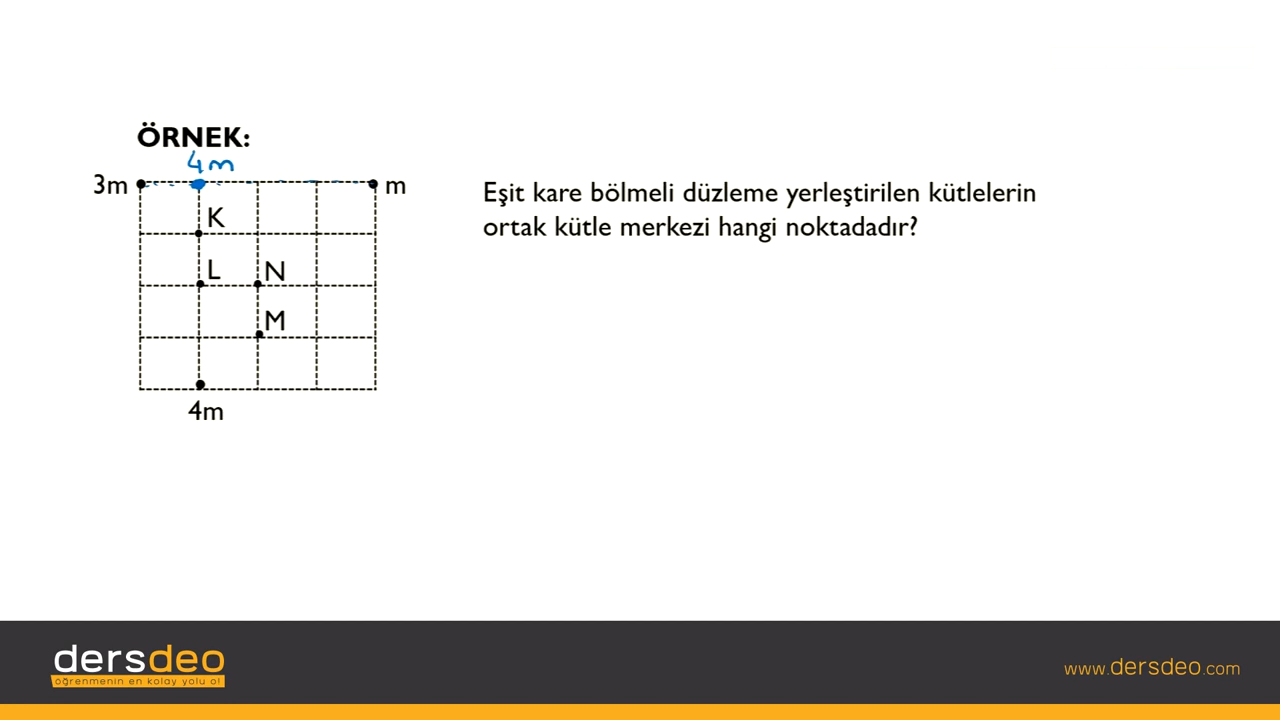 ÖRNEK:
4m
3m
m
K
L
N
M
4m
Eşit kare bölmeli düzleme yerleştirilen kütlelerin
ortak kütle merkezi hangi noktadadır?
dersdeo
öğrenmenin en kolay yolu o!
www.dersdeo.com